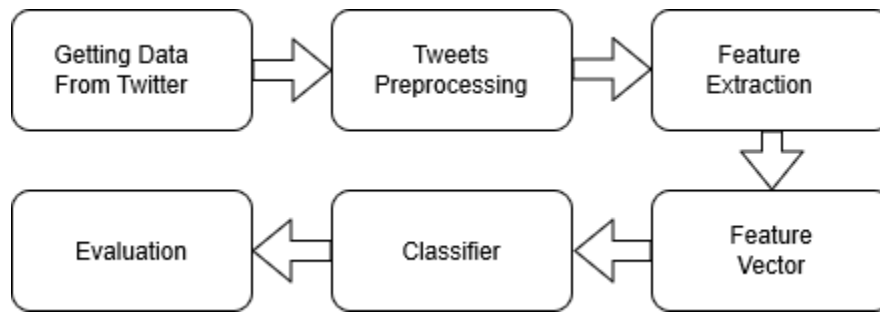 Getting Data
From Twitter
Tweets
Preprocessing
Feature
Extraction
Feature
Vector
Classifier
Evaluation